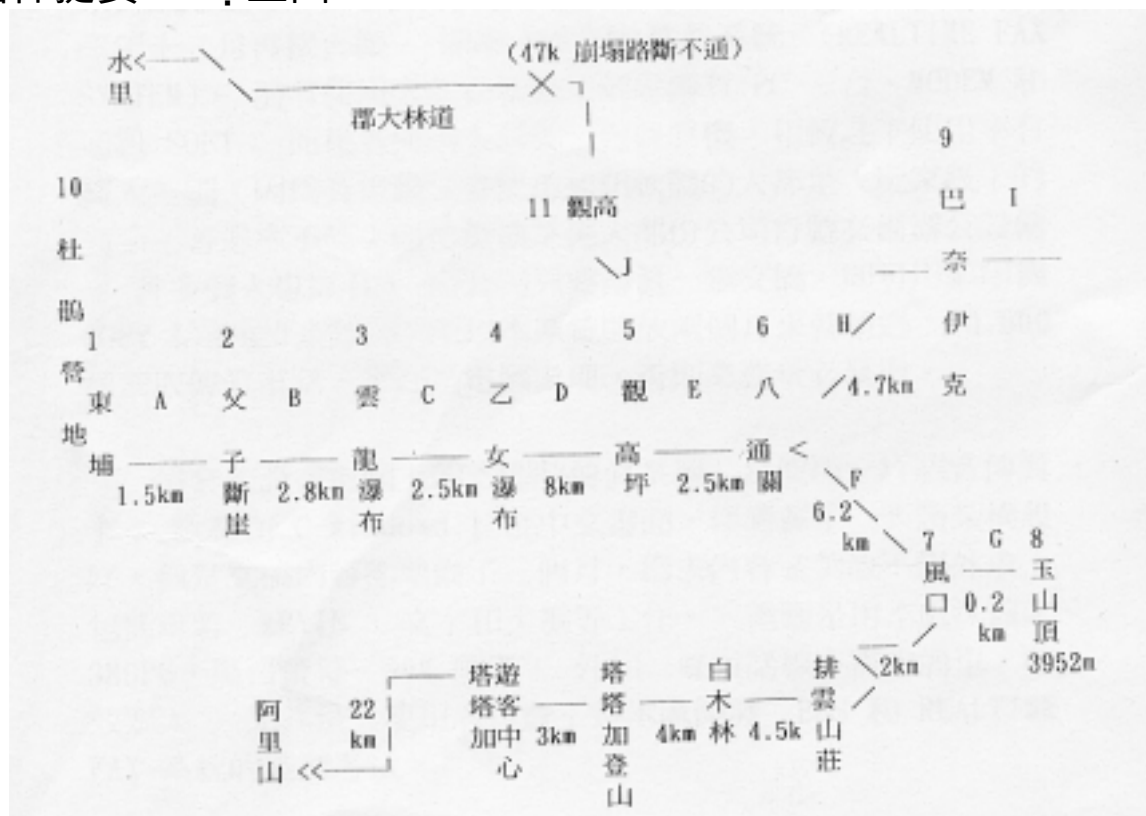 (47k 崩塌路斷不通)
水里
郡大林道
11 觀高
J
10 杜鵑營地
1 東埔
A
1.5km
2 父子斷崖
B
2.8km
3 雲龍瀑布
C
2.5km
4 乙女瀑布
D
8km
5 觀高坪
E
2.5km
6 八通關
H
4.7km
9 巴奈伊克
I
F
6.2 km
7 風口
G
0.2 km
8 玉山頂
3952m
2km
排雲山莊
4.5k
白木林
4km
塔塔加登山
3km
塔塔加
遊客中心
22 km
阿里山